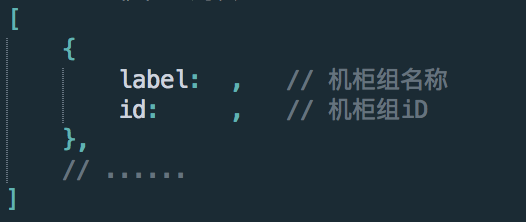 [
{
label: , // 机柜组名称
id: , // 机柜组iD
},
// ......
]